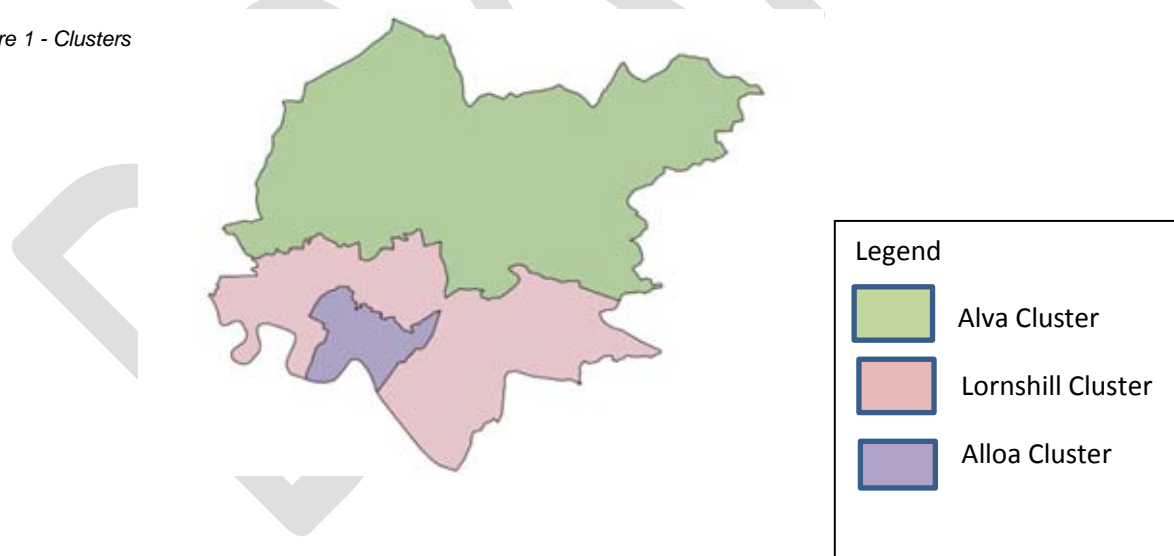 re 1 - Clusters
Legend
Alva Cluster
Lornshill Cluster
Alloa Cluster